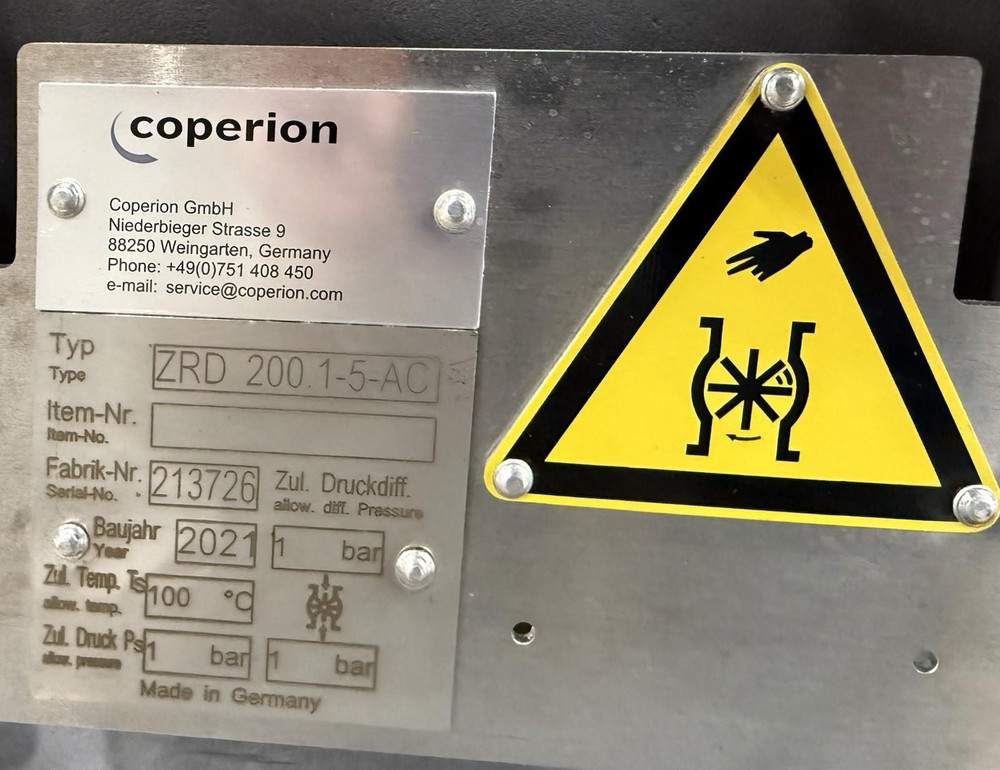 coperion
Coperion GmbH
Niederbieger Strasse 9
88250 Weingarten, Germany
Phone: +49(0)751 408 450
e-mail: service@coperion.com
Typ
Type
ZRD 200.1-5-AC
Item-Nr.
Item-No.
Fabrik-Nr.
Serial-No.
213726
Zul. Druckdiff.
allow. diff. Pressure
Baujahr
Year
2021
1 bar
Zul. Temp. Ts
allow. temp.
100 °C
Zul. Druck Ps
allow. pressure
1 bar
1 bar
Made in Germany